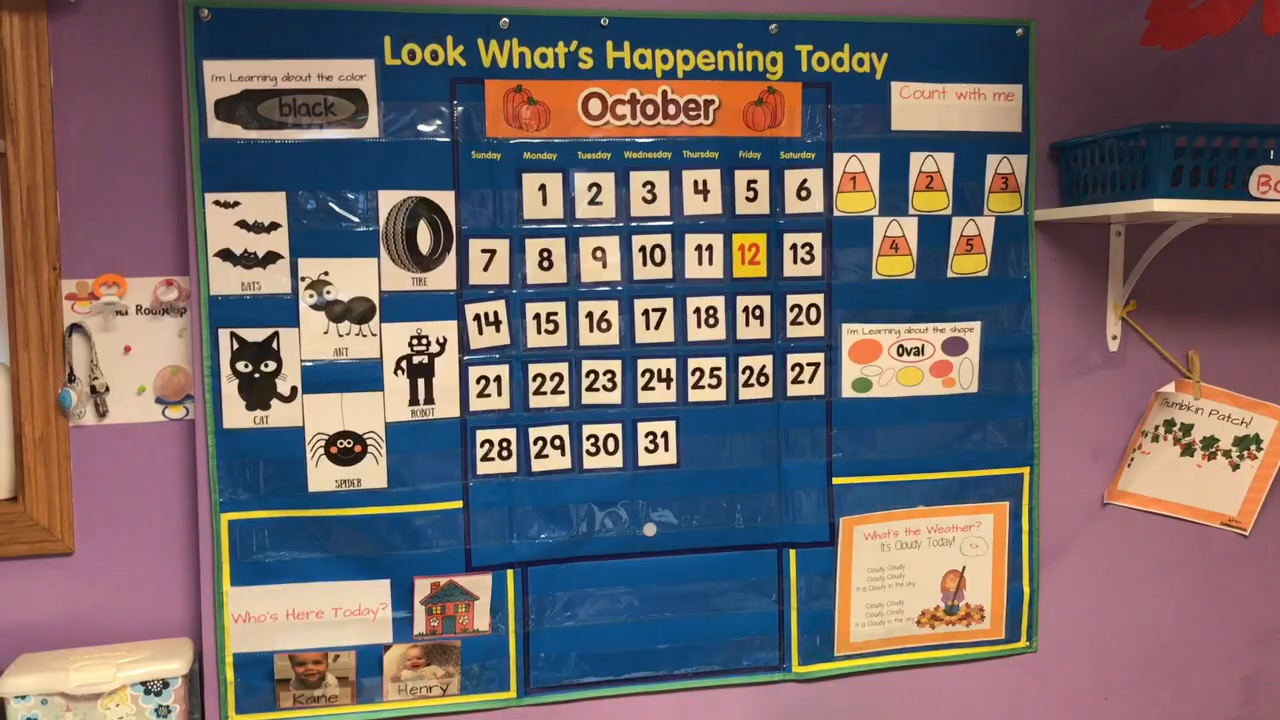 Look What's Happening Today
I'm Learning about the color
black
October
Count with me
Sunday Monday Tuesday Wednesday Thursday Friday Saturday
1 2 3 4 5 6
7 8 9 10 11 12 13
14 15 16 17 18 19 20
21 22 23 24 25 26 27
28 29 30 31
BATS
TIRE
ANT
CAT
ROBOT
SPIDER
1 2 3
4 5
I'm Learning about the shape
Oval
Roundup
Trumbkin Patch!
Who's Here Today?
Kane
Henry
What's the Weather?
It's Cloudy Today!
Cloudy, Cloudy
Cloudy, Cloudy
It is Cloudy in the sky
Cloudy, Cloudy
Cloudy, Cloudy
It is Cloudy in the sky